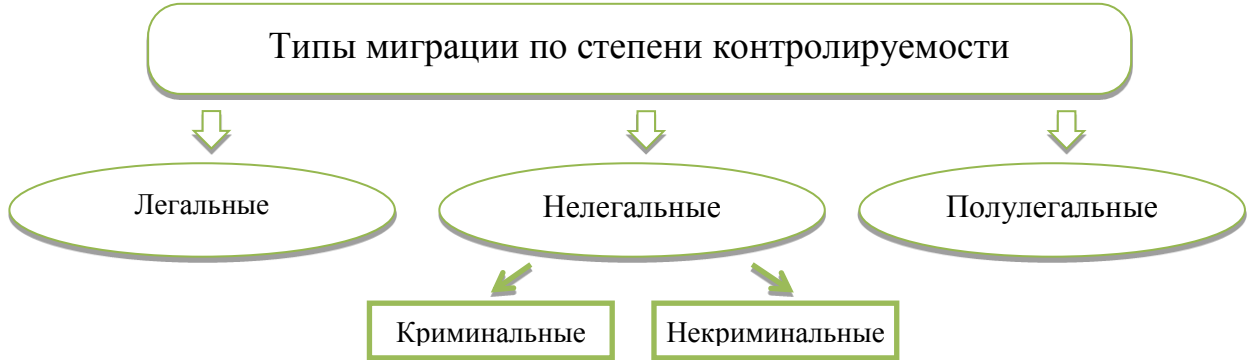 Типы миграции по степени контролируемости
Легальные
Нелегальные
Полулегальные
Криминальные
Некриминальные